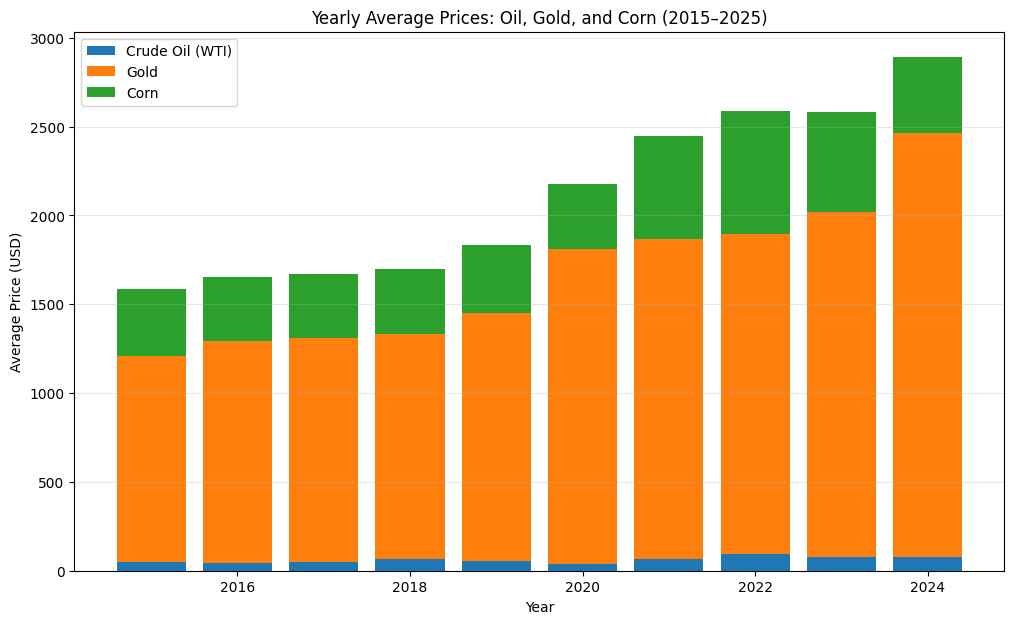 Yearly Average Prices: Oil, Gold, and Corn (2015–2025)
Crude Oil (WTI)
Gold
Corn
Average Price (USD)
3000
2500
2000
1500
1000
500
0
2016 2018 2020 2022 2024
Year